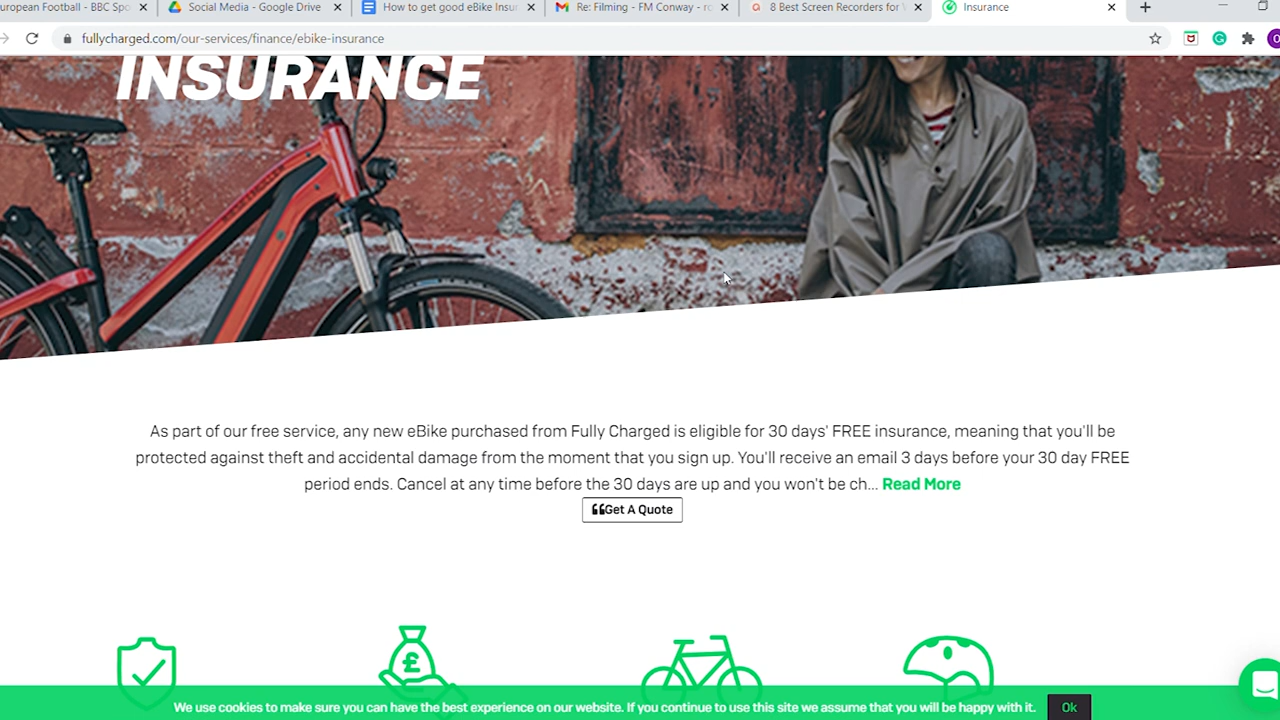 uropean Football - BBC Spo
Social Media - Google Drive
How to get good eBike Insur
Re: Filming - FM Conway - ro
8 Best Screen Recorders for
Insurance
fullycharged.com/our-services/finance/ebike-insurance
INSURANCE
As part of our free service, any new eBike purchased from Fully Charged is eligible for 30 days' FREE insurance, meaning that you'll be
protected against theft and accidental damage from the moment that you sign up. You'll receive an email 3 days before your 30 day FREE
period ends. Cancel at any time before the 30 days are up and you won't be ch... Read More
Get A Quote
£
We use cookies to make sure you can have the best experience on our website. If you continue to use this site we assume that you will be happy with it.
Ok